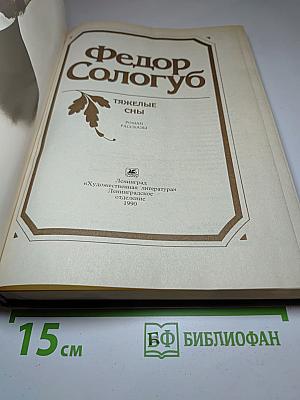 Федор
Сологуб
ТЯЖЕЛЫЕ
СНЫ
РОМАН
РАССКАЗЫ
Ленинград
«Художественная литература»
Ленинградское
отделение
1990
15 см
БФ БИБЛИОФАН